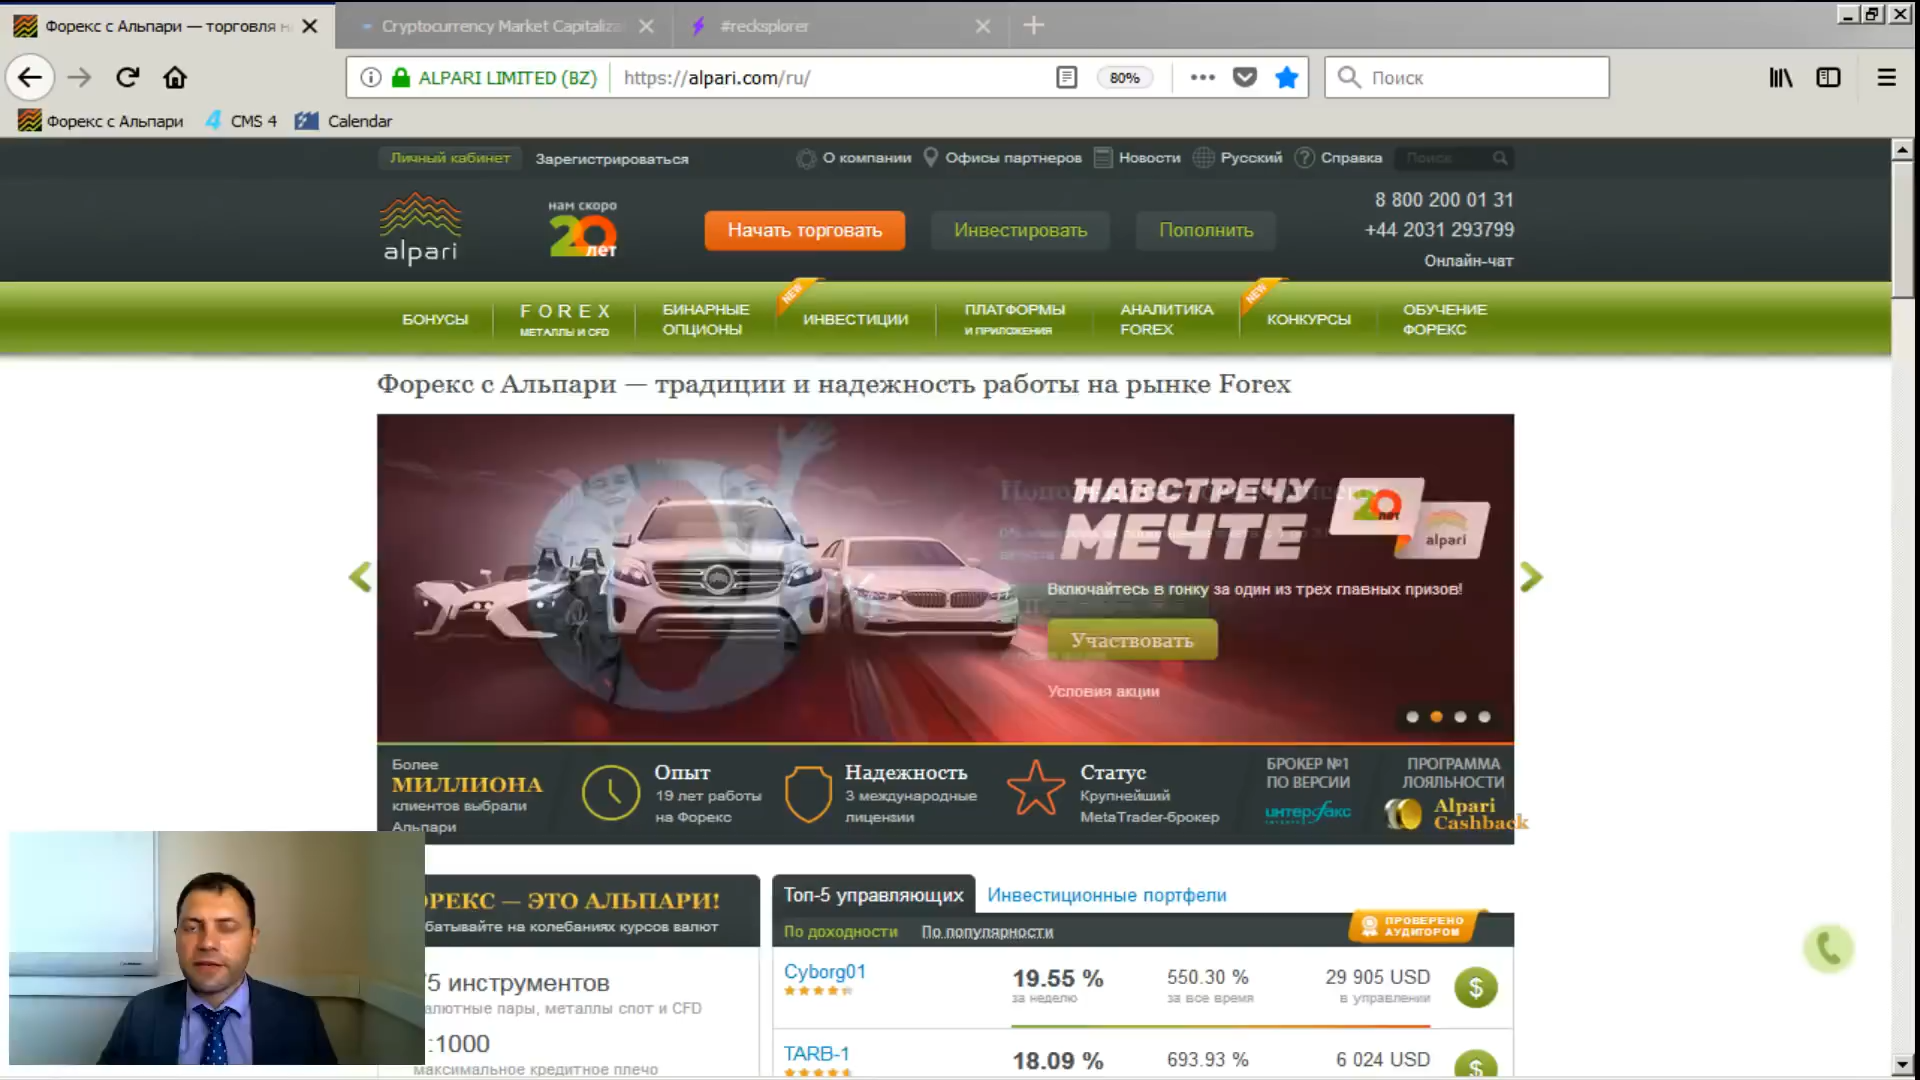 Форекс с Альпари — торговля н
Cryptocurrency Market Capitaliza
#recksplorer
ALPARI LIMITED (BZ)
https://alpari.com/ru/
80%
Поиск
Форекс с Альпари
CMS 4
Calendar
Личный кабинет
Зарегистрироваться
О компании
Офисы партнеров
Новости
Русский
Справка
Поиск
alpari
нам скоро
20
лет
Начать торговать
Инвестировать
Пополнить
8 800 200 01 31
+44 2031 293799
Онлайн-чат
БОНУСЫ
FOREX
МЕТАЛЛЫ И CFD
БИНАРНЫЕ
ОПЦИОНЫ
NEW
ИНВЕСТИЦИИ
ПЛАТФОРМЫ
И ПРИЛОЖЕНИЯ
АНАЛИТИКА
FOREX
NEW
КОНКУРСЫ
ОБУЧЕНИЕ
ФОРЕКС
Форекс с Альпари — традиции и надежность работы на рынке Forex
НАВСТРЕЧУ
МЕЧТЕ
20
лет
alpari
Включайтесь в гонку за один из трех главных призов!
Участвовать
Условия акции
Более
МИЛЛИОНА
клиентов выбрали
Альпари
Опыт
19 лет работы
на Форекс
Надежность
3 международные
лицензии
Статус
Крупнейший
MetaTrader-брокер
БРОКЕР №1
ПО ВЕРСИИ
интерфакс
ПРОГРАММА
ЛОЯЛЬНОСТИ
Alpari
Cashback
ОРЕКС — ЭТО АЛЬПАРИ!
батывайте на колебаниях курсов валют
5 инструментов
алютные пары, металлы спот и CFD
:1000
максимальное кредитное плечо
Топ-5 управляющих
Инвестиционные портфели
По доходности
По популярности
ПРОВЕРЕНО
АУДИТОРОМ
Cyborg01
19.55 %
за неделю
550.30 %
за все время
29 905 USD
в управлении
$
TARB-1
18.09 %
693.93 %
6 024 USD
$